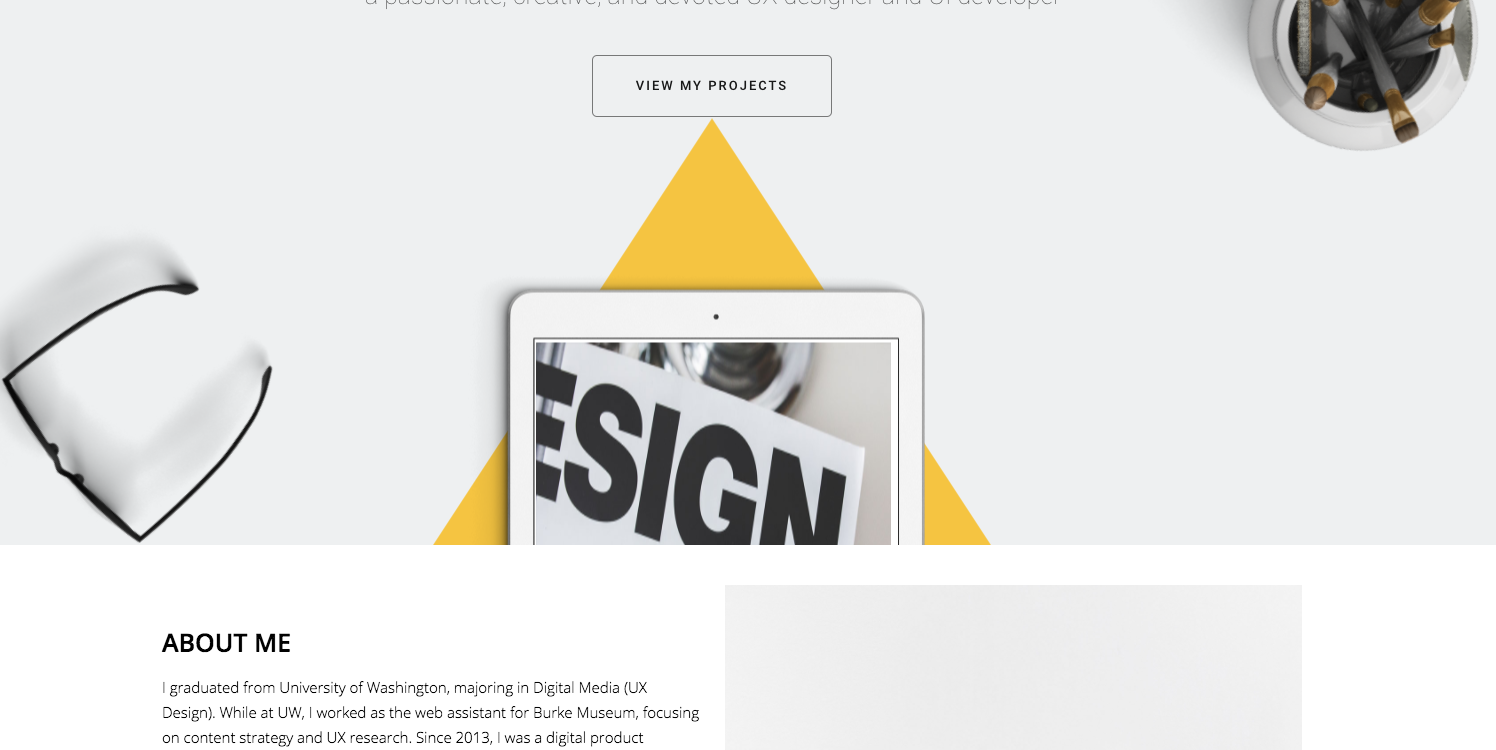 a passionate, creative, and devoted UX designer and UI developer
VIEW MY PROJECTS
ESIGN
ABOUT ME
I graduated from University of Washington, majoring in Digital Media (UX
Design). While at UW, I worked as the web assistant for Burke Museum, focusing
on content strategy and UX research. Since 2013, I was a digital product